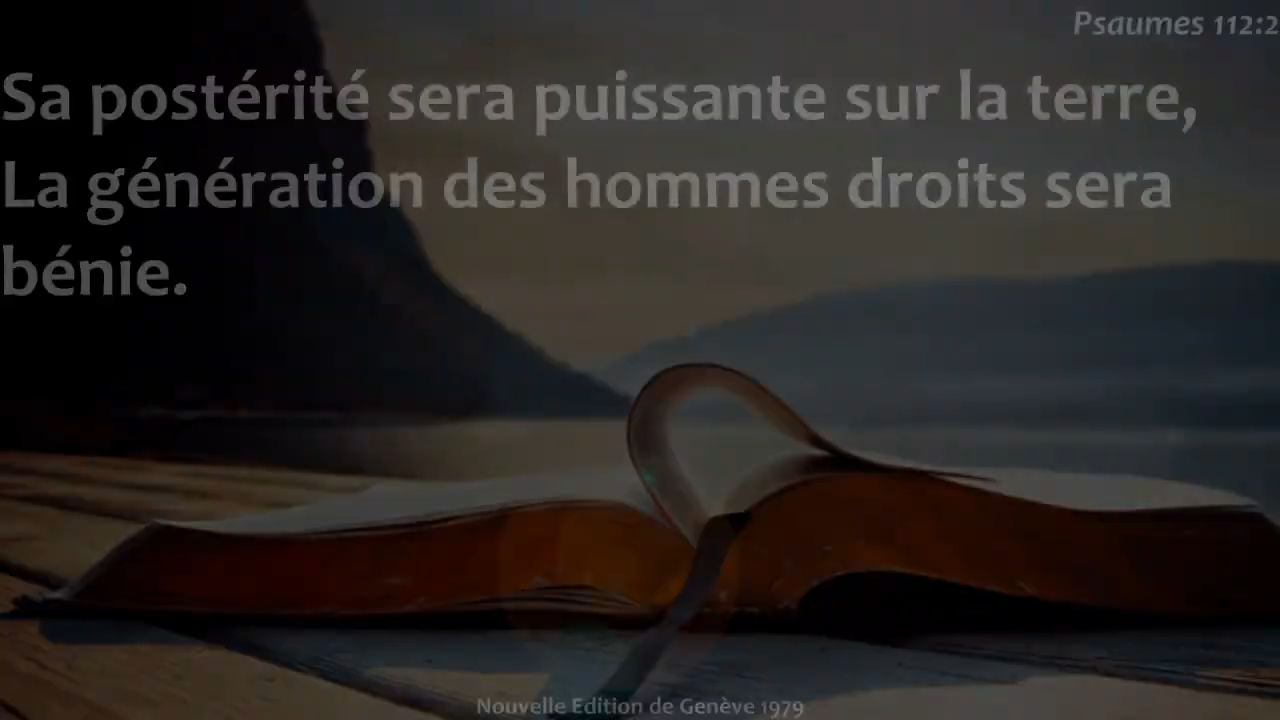 Psaumes 112:2
Sa postérité sera puissante sur la terre,
La génération des hommes droits sera
bénie.
Nouvelle Edition de Genève 1979